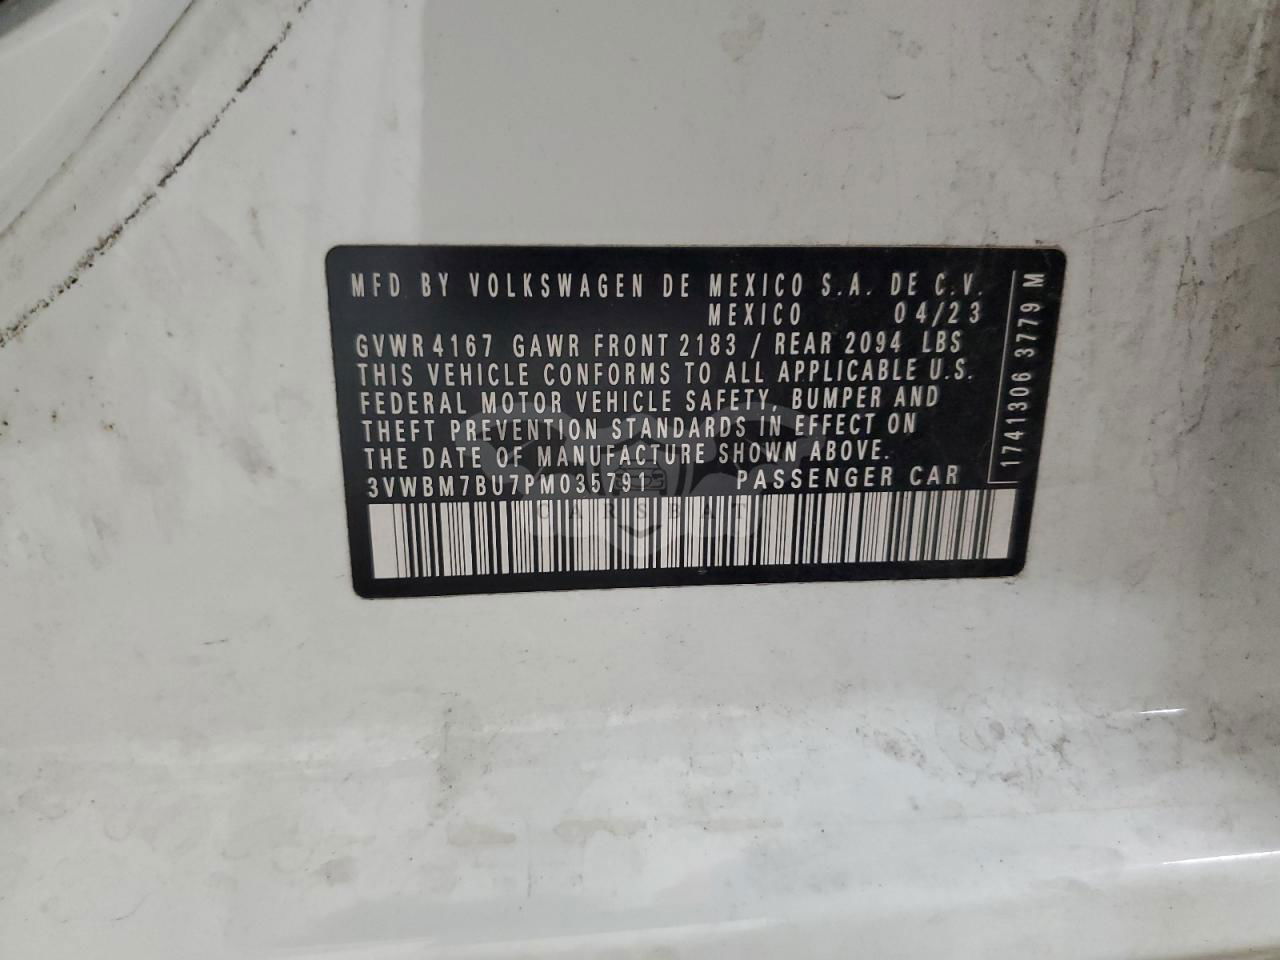 MFD BY VOLKSWAGEN DE MEXICO S.A. DE C.V.
MEXICO 04/23
GVWR 4167 GAWR FRONT 2183 / REAR 2094 LBS
THIS VEHICLE CONFORMS TO ALL APPLICABLE U.S.
FEDERAL MOTOR VEHICLE SAFETY, BUMPER AND
THEFT PREVENTION STANDARDS IN EFFECT ON
THE DATE OF MANUFACTURE SHOWN ABOVE.
3VWBM7BU7PM035791 PASSENGER CAR
1741306 3779 M
CARSBAT